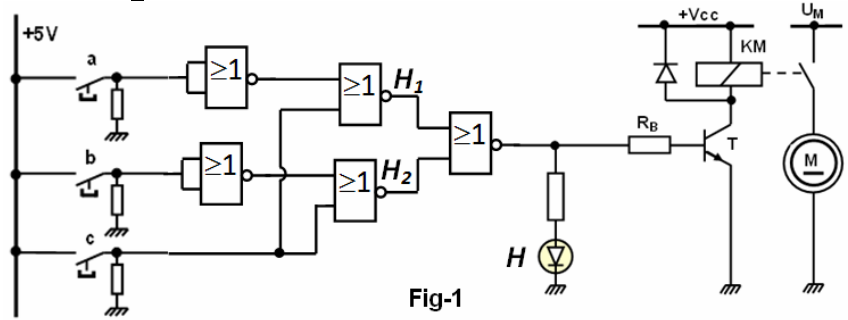 +5V
a
≥1
≥1
H1
b
≥1
≥1
H2
c
≥1
H
RB
+Vcc
KM
T
UM
M
Fig-1